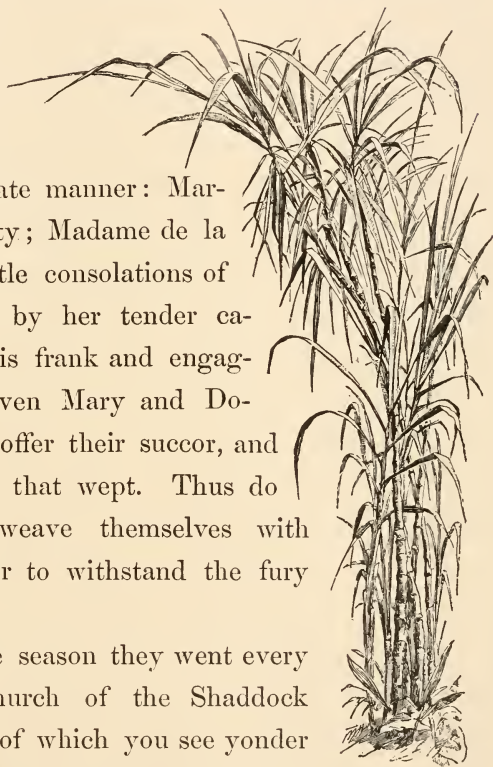 ate manner: Mar-
ty; Madame de la
tle consolations of
by her tender ca-
is frank and engag-
ven Mary and Do-
offer their succor, and
that wept. Thus do
weave themselves with
r to withstand the fury
e season they went every
hurch of the Shaddock
of which you see yonder